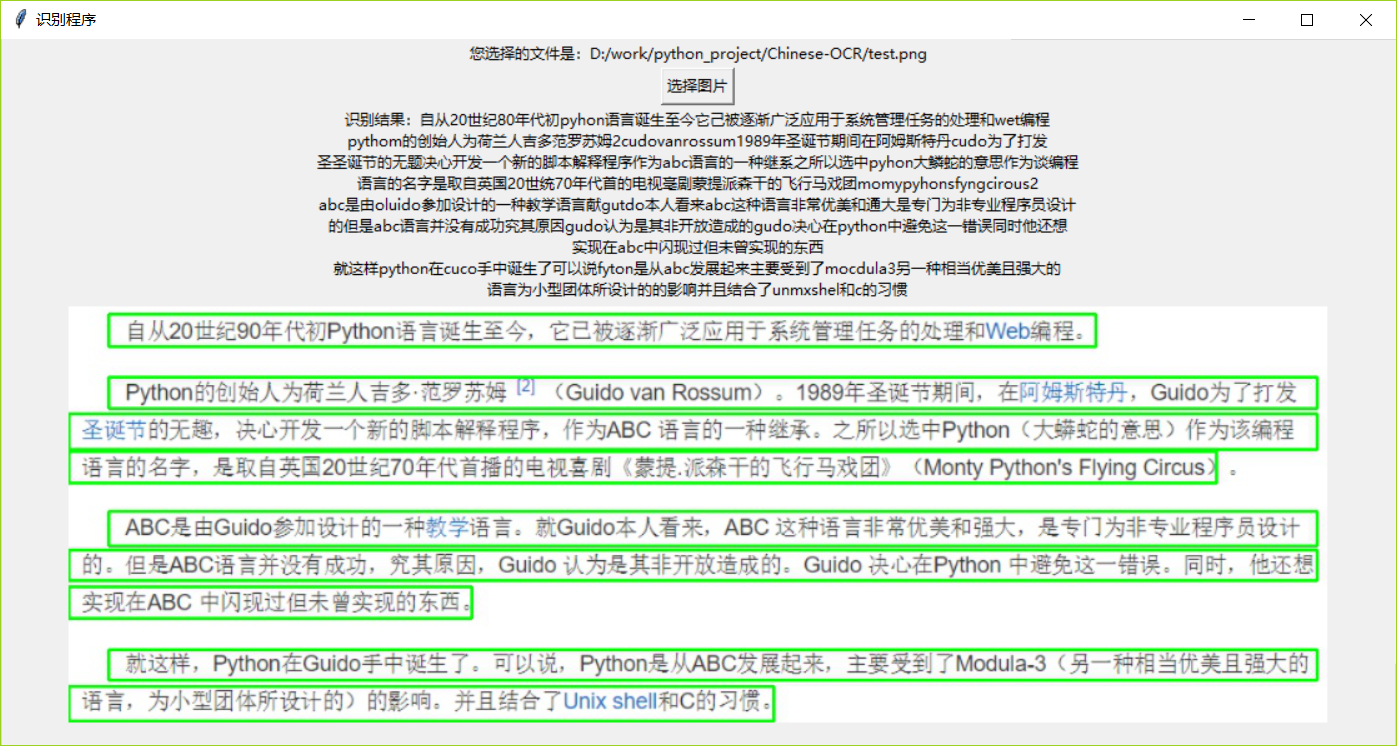 识别程序
您选择的文件是：D:/work/python_project/Chinese-OCR/test.png
选择图片
识别结果：自从20世纪80年代初pyhon语言诞生至今它己被逐渐广泛应用于系统管理任务的处理和wet编程
pythom的创始人为荷兰人吉多范罗苏姆2cudovanrossum1989年圣诞节期间在阿姆斯特丹cudo为了打发
圣圣诞节的无题决心开发一个新的脚本解释程序作为abc语言的一种继系之所以选中pyhon大鳞蛇的意思作为谈编程
语言的名字是取自英国20世统70年代首的电视毫剧蒙提派森干的飞行马戏团momypyhonsfyngcirous2
abc是由oluido参加设计的一种教学语言献gutdo本人看来abc这种语言非常优美和通大是专门为非专业程序员设计
的但是abc语言并没有成功究其原因gudo认为是其非开放造成的gudo决心在python中避免这一错误同时他还想
实现在abc中闪现过但未曾实现的东西
就这样python在cuco手中诞生了可以说fyton是从abc发展起来主要受到了mocdula3另一种相当优美且强大的
语言为小型团体所设计的的影响并且结合了unmxshel和c的习惯
自从20世纪90年代初Python语言诞生至今，它已被逐渐广泛应用于系统管理任务的处理和Web编程。
Python的创始人为荷兰人吉多·范罗苏姆 [2] （Guido van Rossum）。1989年圣诞节期间，在阿姆斯特丹，Guido为了打发
圣诞节的无趣，决心开发一个新的脚本解释程序，作为ABC 语言的一种继承。之所以选中Python（大蟒蛇的意思）作为该编程
语言的名字，是取自英国20世纪70年代首播的电视喜剧《蒙提.派森干的飞行马戏团》（Monty Python's Flying Circus）。
ABC是由Guido参加设计的一种教学语言。就Guido本人看来，ABC 这种语言非常优美和强大，是专门为非专业程序员设计
的。但是ABC语言并没有成功，究其原因，Guido 认为是其非开放造成的。Guido 决心在Python 中避免这一错误。同时，他还想
实现在ABC 中闪现过但未曾实现的东西。
就这样，Python在Guido手中诞生了。可以说，Python是从ABC发展起来，主要受到了Modula-3（另一种相当优美且强大的
语言，为小型团体所设计的）的影响。并且结合了Unix shell和C的习惯。